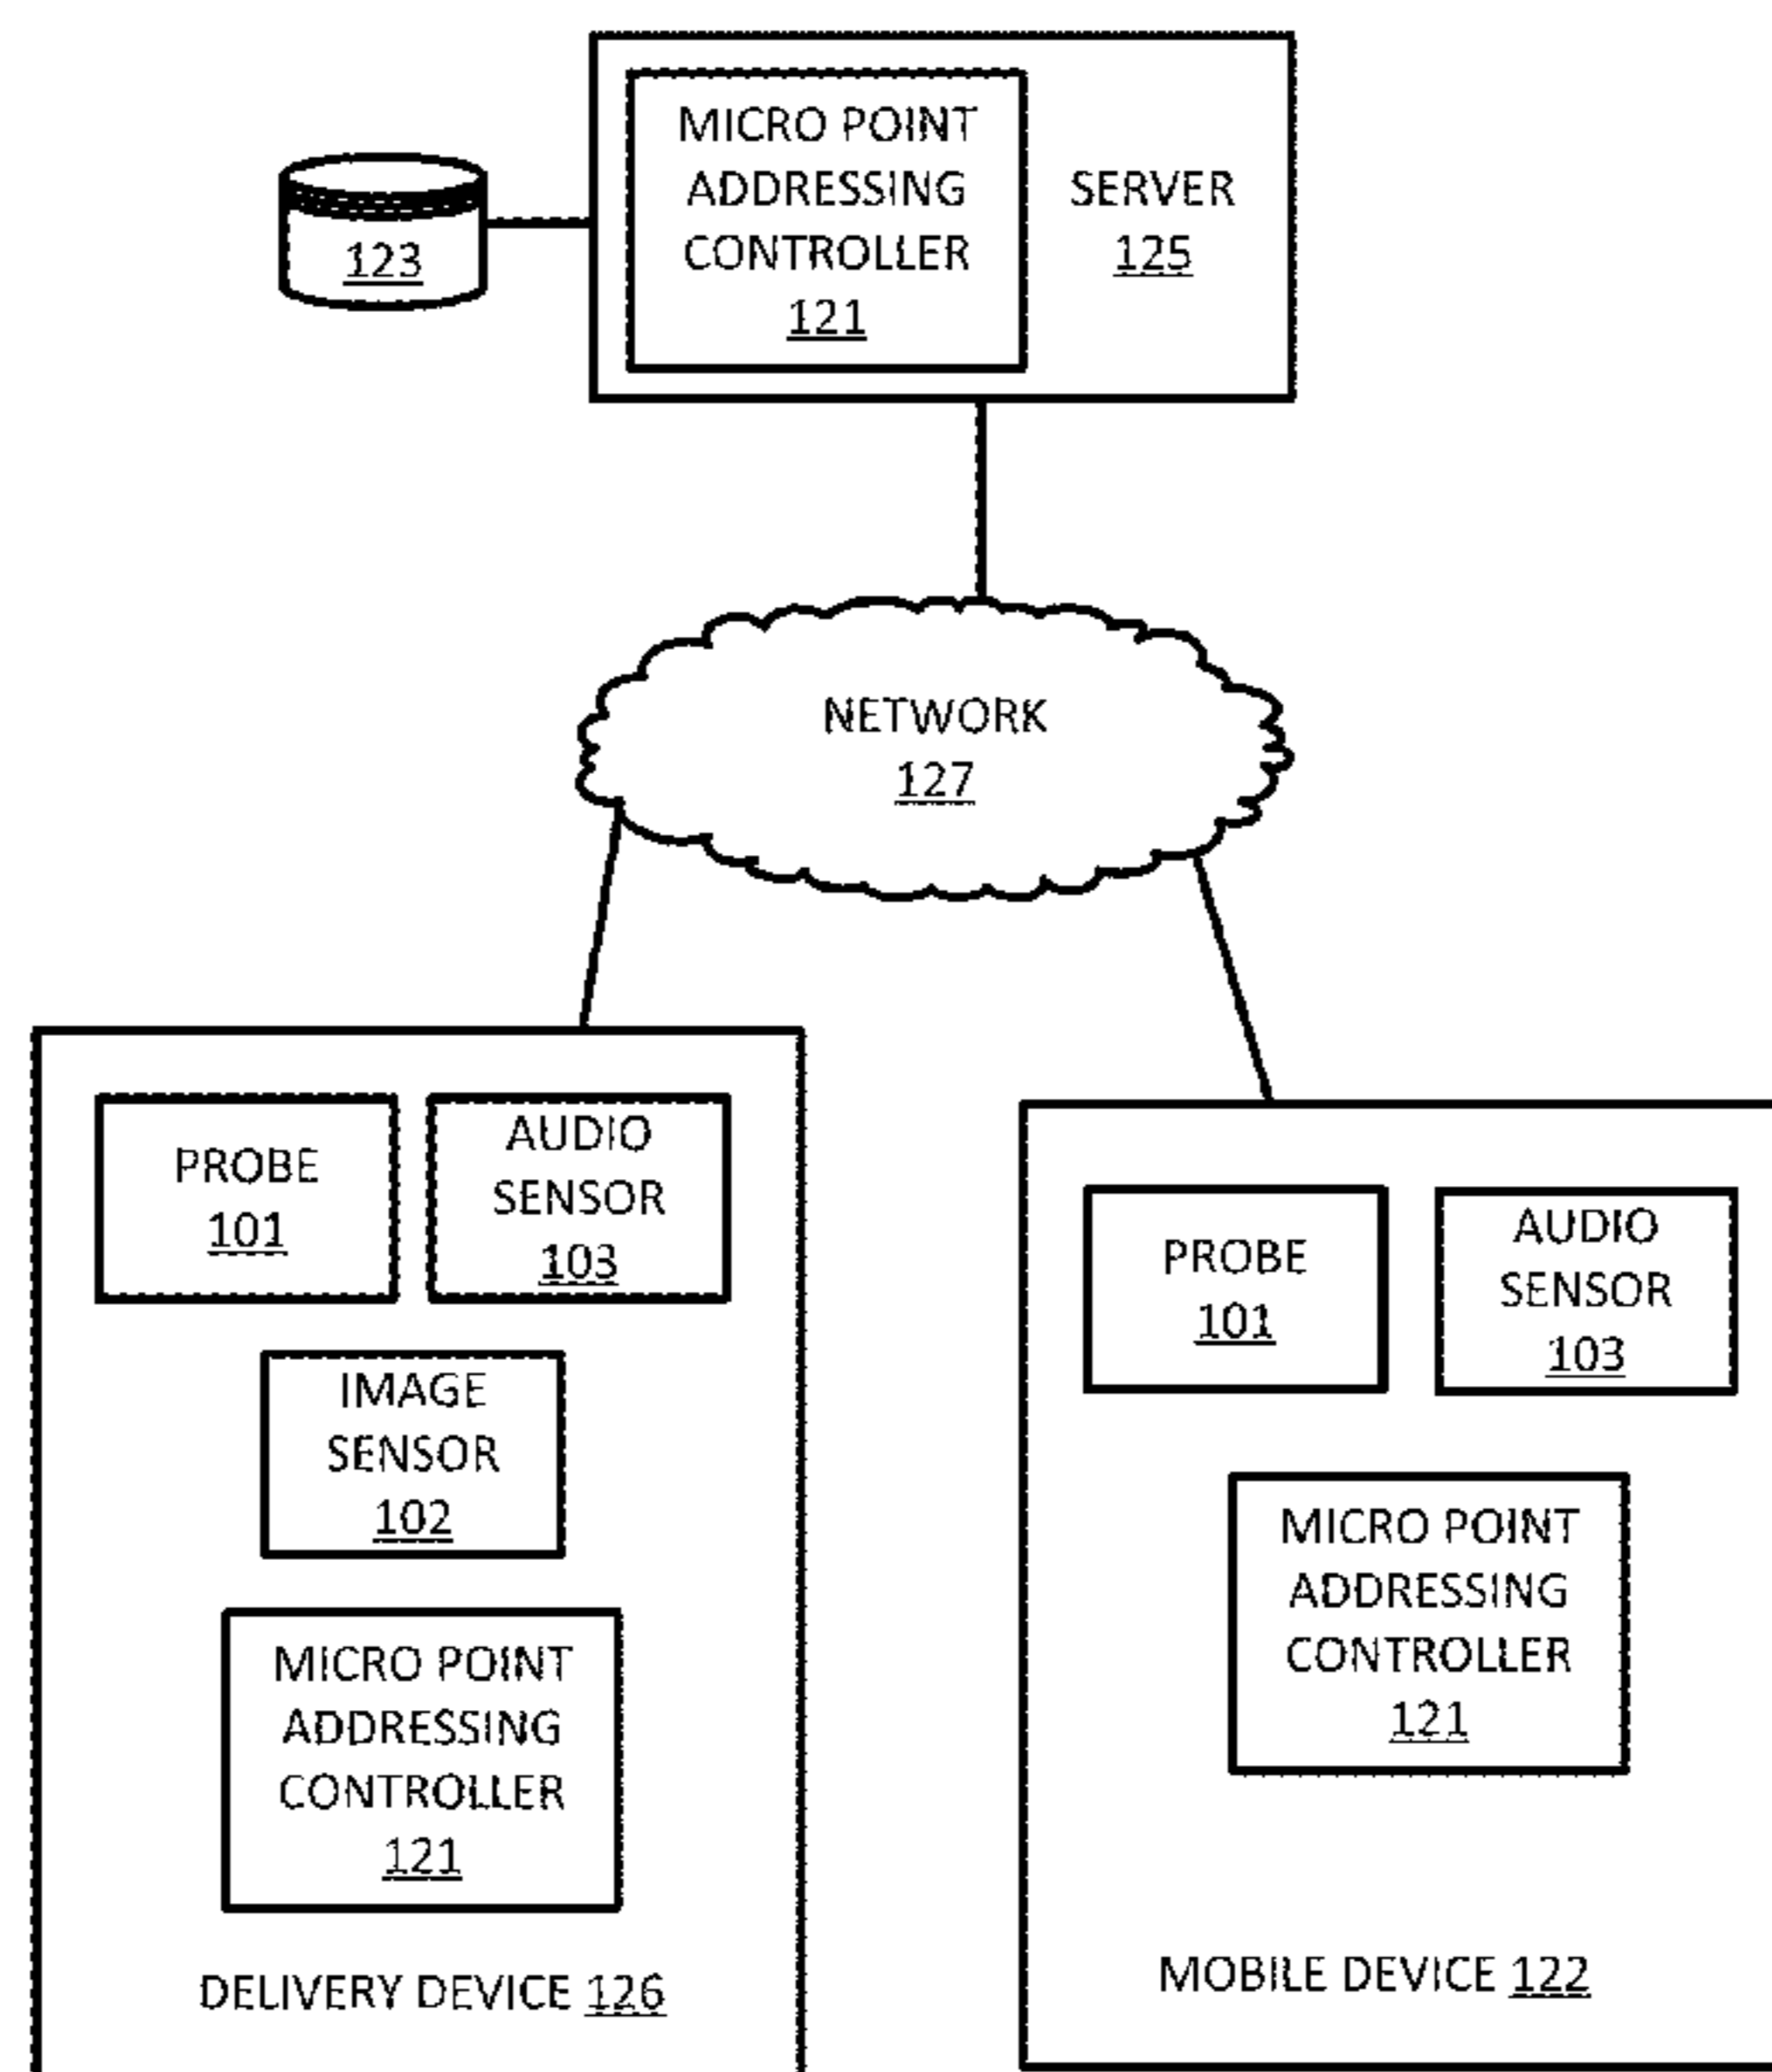 MICRO POINT
ADDRESSING
CONTROLLER
121
SERVER
125
123
NETWORK
127
PROBE
101
AUDIO
SENSOR
103
IMAGE
SENSOR
102
MICRO POINT
ADDRESSING
CONTROLLER
121
DELIVERY DEVICE 126
PROBE
101
AUDIO
SENSOR
103
MICRO POINT
ADDRESSING
CONTROLLER
121
MOBILE DEVICE 122